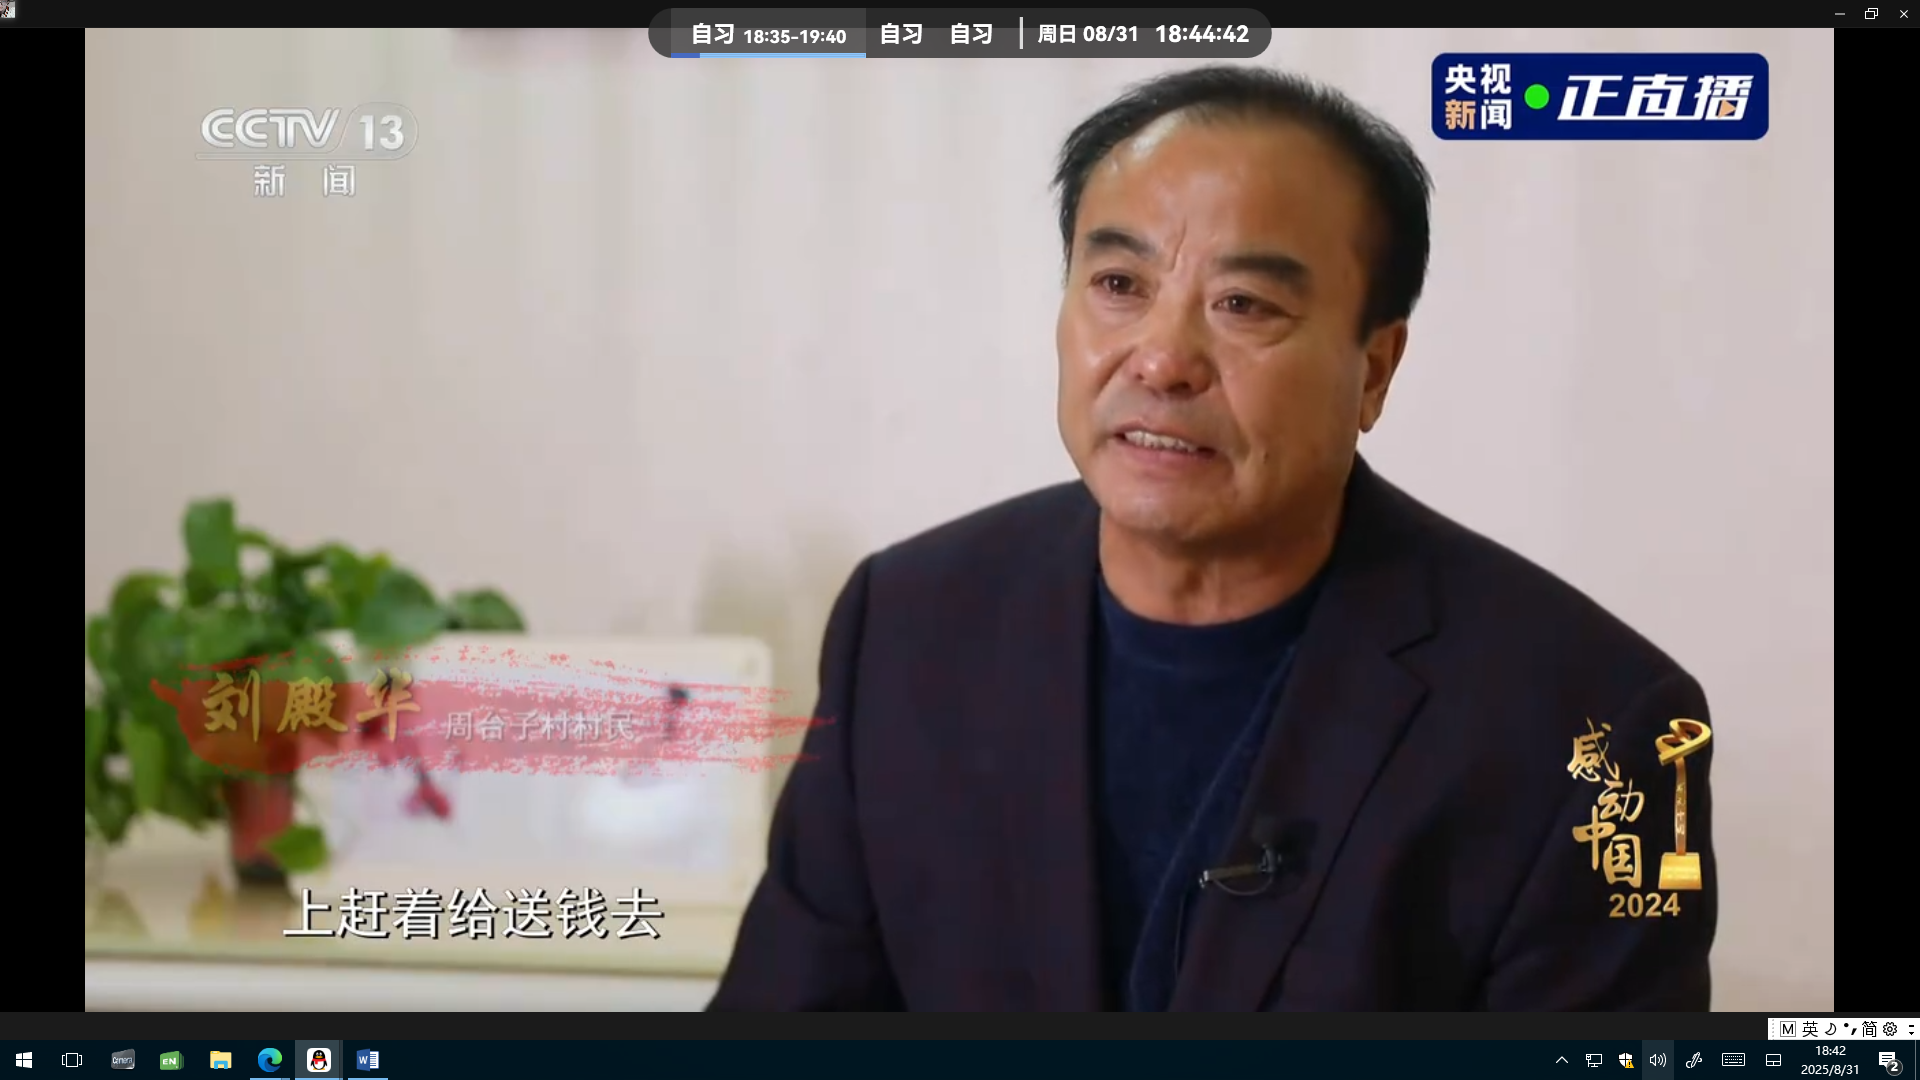 自习 18:35-19:40 自习 自习 周日 08/31 18:44:42
CCTV 13
新闻
央视
新闻
正直播
刘殿华 周台子村村民
感动中国
2024
上赶着给送钱去
M 英 简
Camera
EN
W
18:42
2025/8/31
2